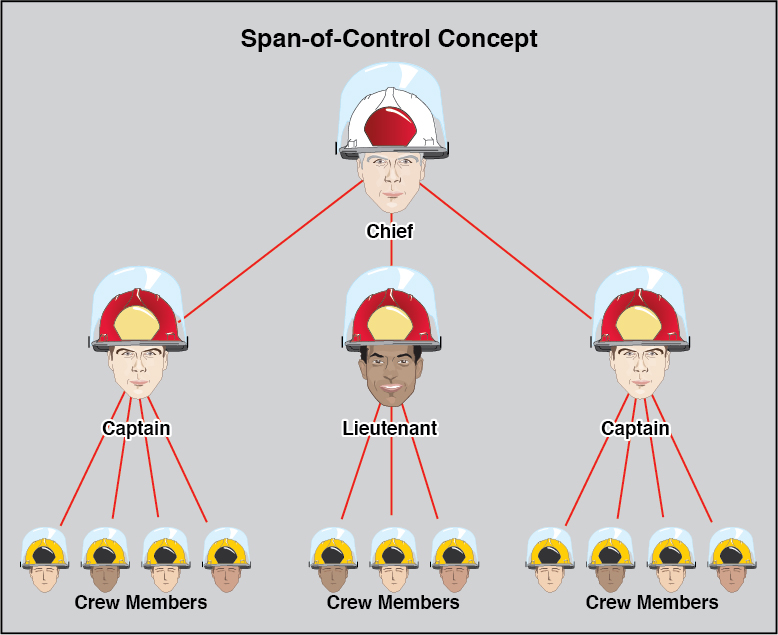 Span-of-Control Concept
Chief
Captain
Lieutenant
Captain
Crew Members
Crew Members
Crew Members